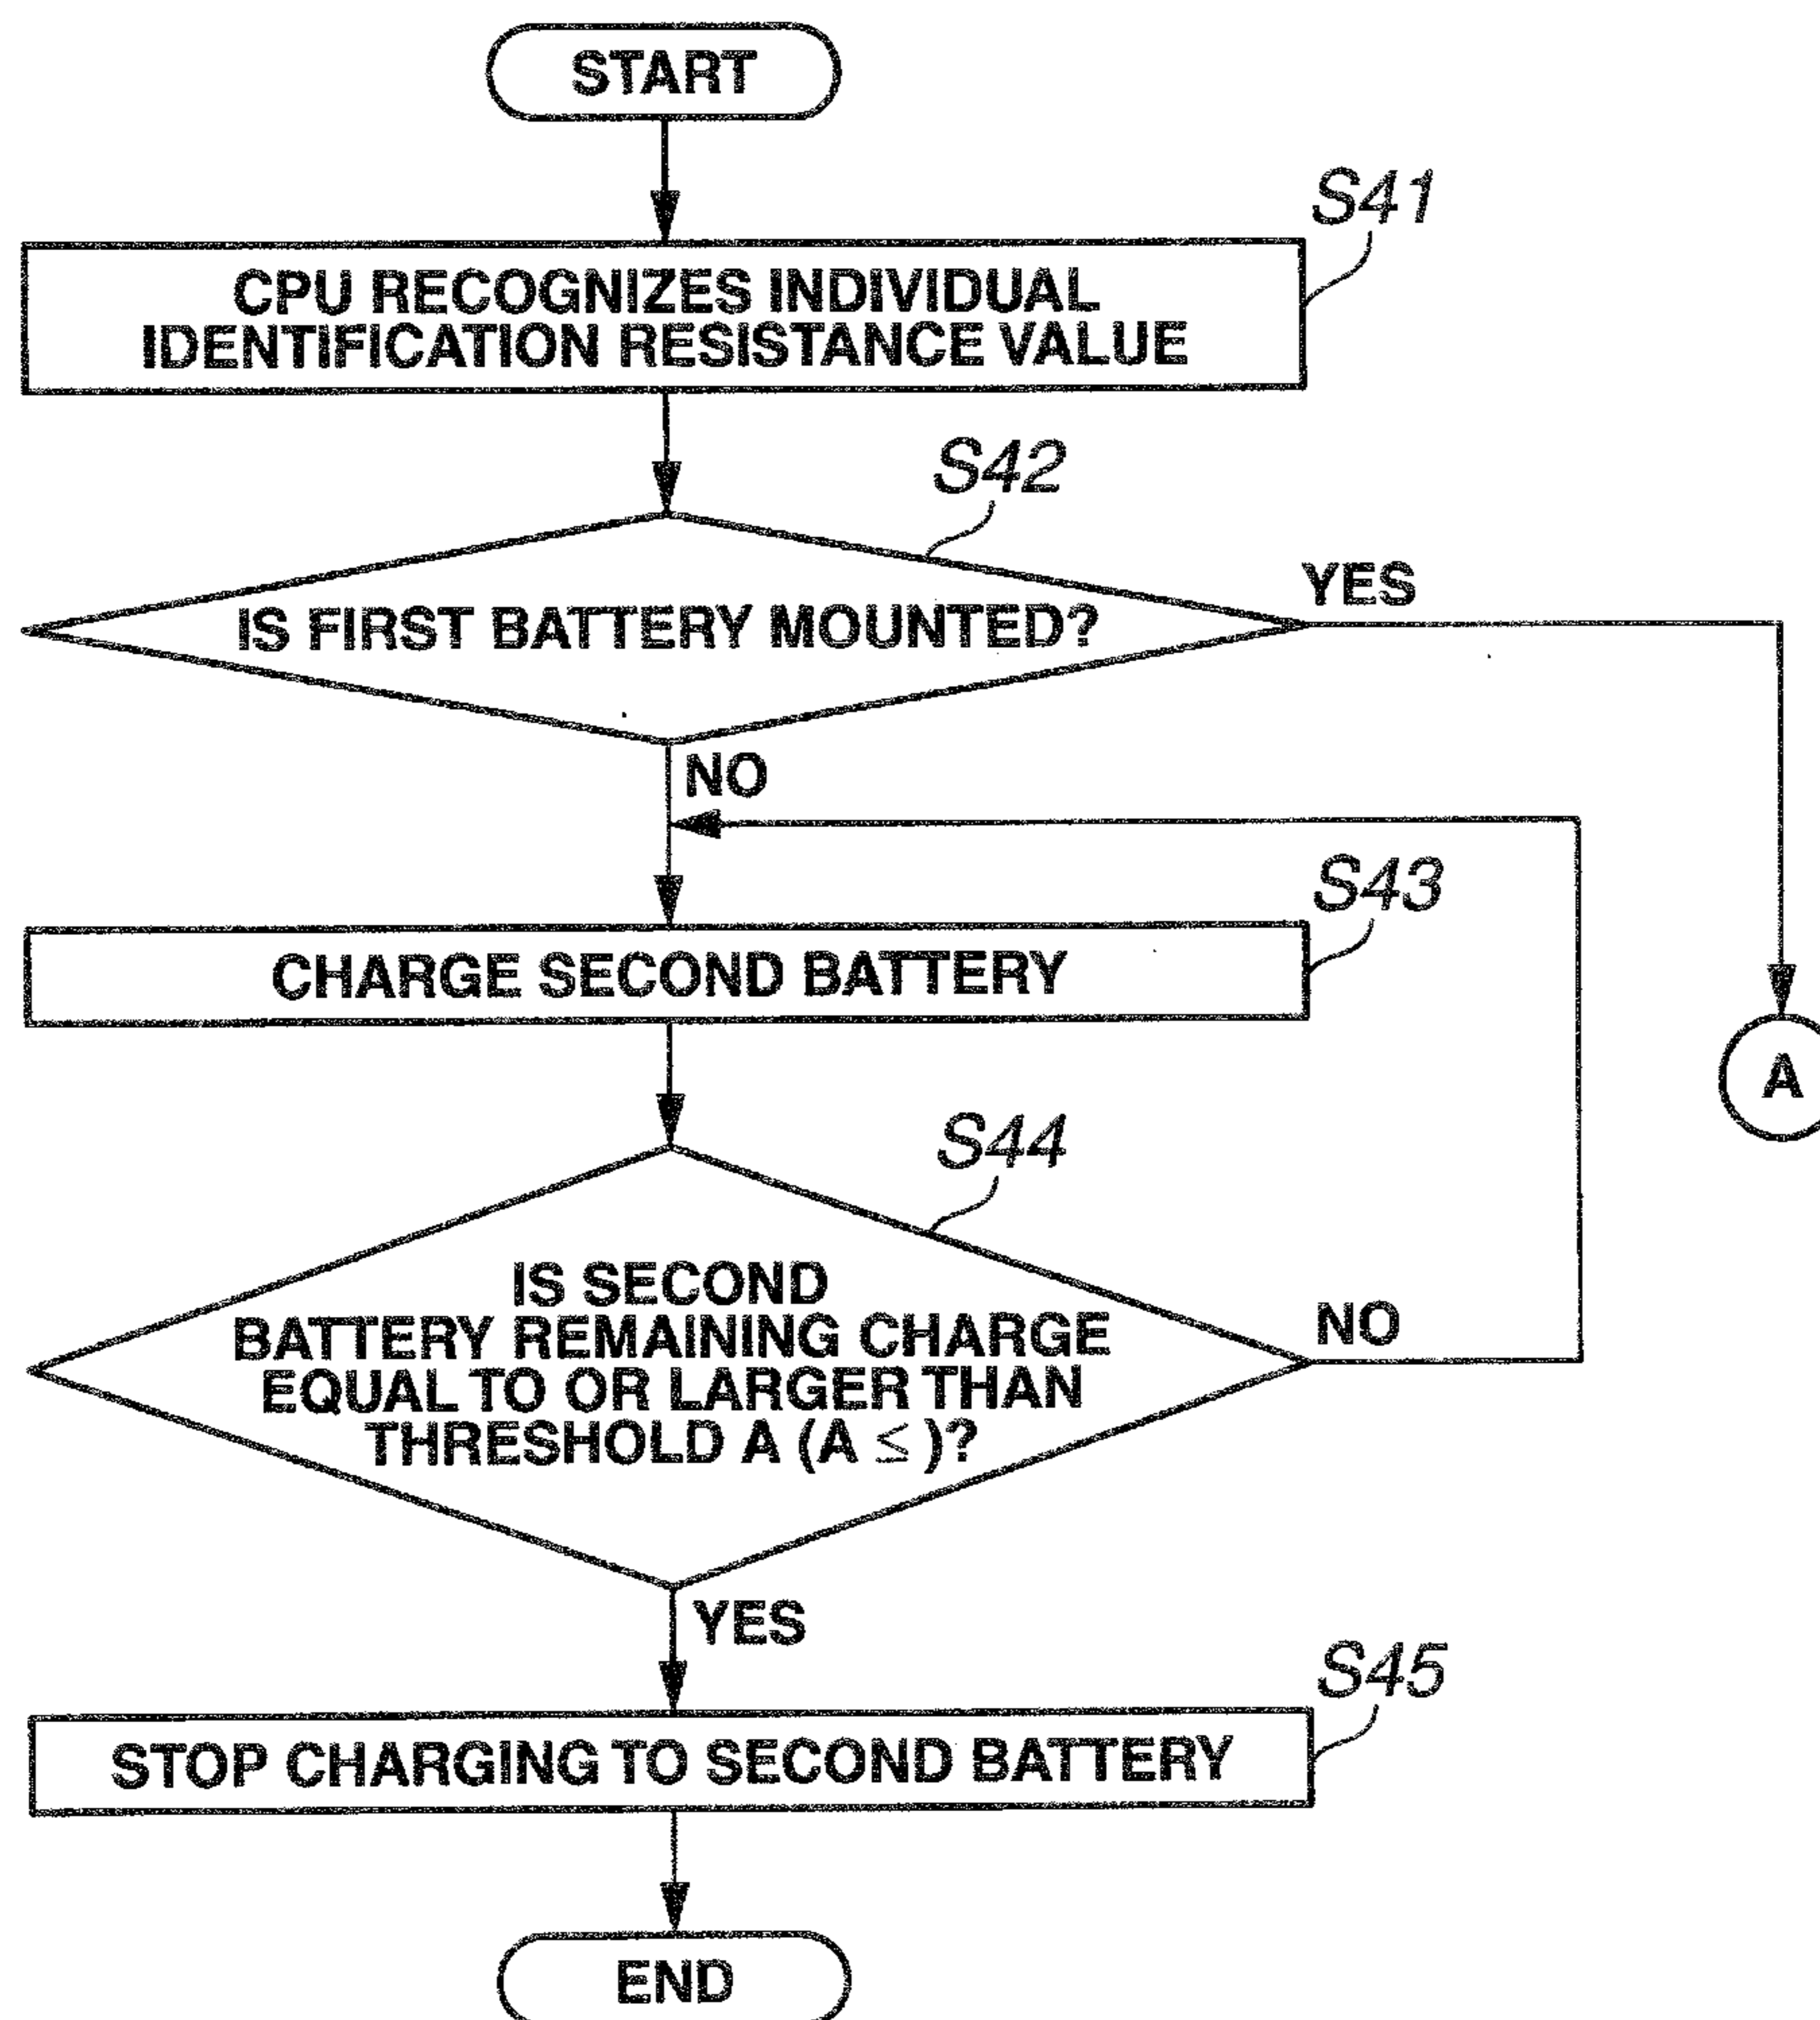 START
S41
CPU RECOGNIZES INDIVIDUAL
IDENTIFICATION RESISTANCE VALUE
S42
IS FIRST BATTERY MOUNTED?
YES
NO
S43
CHARGE SECOND BATTERY
A
S44
IS SECOND
BATTERY REMAINING CHARGE
EQUAL TO OR LARGER THAN
THRESHOLD A (A ≤ )?
NO
YES
S45
STOP CHARGING TO SECOND BATTERY
END